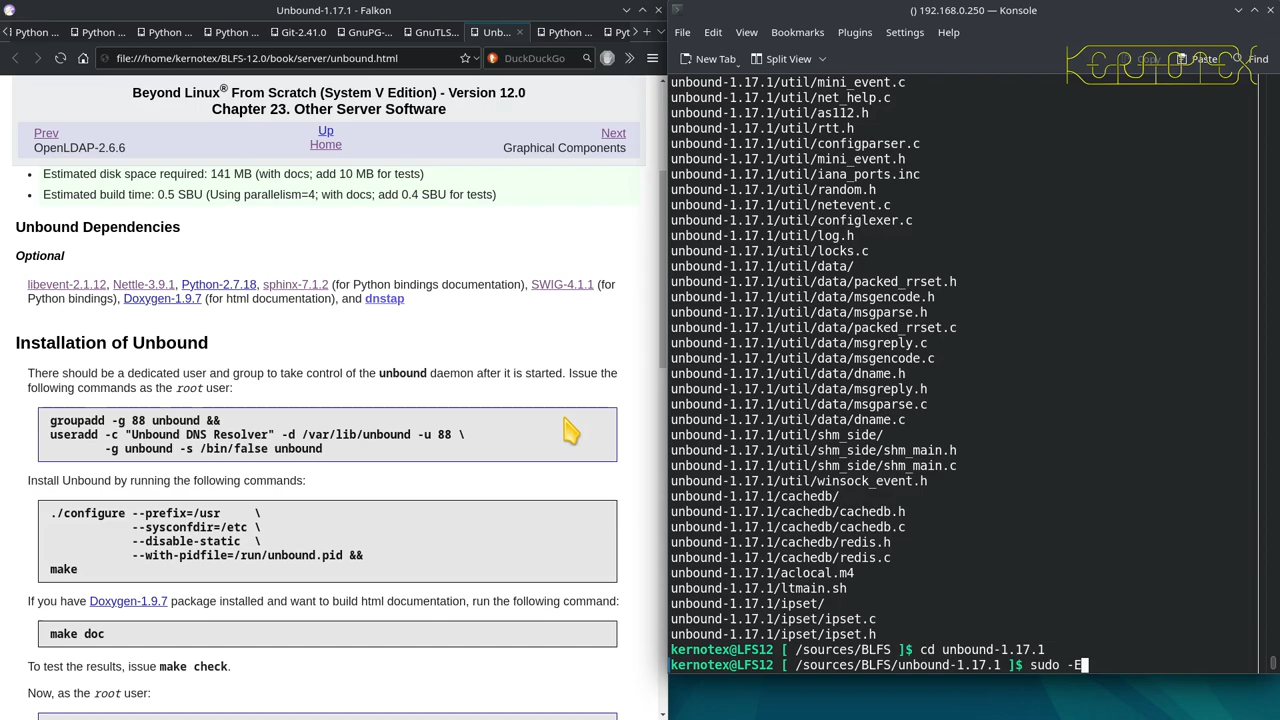 Unbound-1.17.1 - Falkon
Python ...
Python ...
Python ...
Python ...
Git-2.41.0
GnuPG-...
GnuTLS...
Unb...
Python ...
Pyt
file:///home/kernotex/BLFS-12.0/book/server/unbound.html
DuckDuckGo
Beyond Linux® From Scratch (System V Edition) - Version 12.0
Chapter 23. Other Server Software
Prev
Up
Next
OpenLDAP-2.6.6
Home
Graphical Components
• Estimated disk space required: 141 MB (with docs; add 10 MB for tests)
• Estimated build time: 0.5 SBU (Using parallelism=4; with docs; add 0.4 SBU for tests)
Unbound Dependencies
Optional
libevent-2.1.12, Nettle-3.9.1, Python-2.7.18, sphinx-7.1.2 (for Python bindings documentation), SWIG-4.1.1 (for
Python bindings), Doxygen-1.9.7 (for html documentation), and dnstap
Installation of Unbound
There should be a dedicated user and group to take control of the unbound daemon after it is started. Issue the
following commands as the root user:
groupadd -g 88 unbound &&
useradd -c "Unbound DNS Resolver" -d /var/lib/unbound -u 88 \
-g unbound -s /bin/false unbound
Install Unbound by running the following commands:
./configure --prefix=/usr \
--sysconfdir=/etc \
--disable-static \
--with-pidfile=/run/unbound.pid &&
make
If you have Doxygen-1.9.7 package installed and want to build html documentation, run the following command:
make doc
To test the results, issue make check.
Now, as the root user:
() 192.168.0.250 — Konsole
File Edit View Bookmarks Plugins Settings Help
New Tab
Split View
Copy
Paste
Find
KERNOTEX
unbound-1.17.1/util/mini_event.c
unbound-1.17.1/util/net_help.c
unbound-1.17.1/util/as112.h
unbound-1.17.1/util/rtt.h
unbound-1.17.1/util/configparser.c
unbound-1.17.1/util/mini_event.h
unbound-1.17.1/util/iana_ports.inc
unbound-1.17.1/util/random.h
unbound-1.17.1/util/netevent.c
unbound-1.17.1/util/configlexer.c
unbound-1.17.1/util/log.h
unbound-1.17.1/util/locks.c
unbound-1.17.1/util/data/
unbound-1.17.1/util/data/packed_rrset.h
unbound-1.17.1/util/data/msgencode.h
unbound-1.17.1/util/data/msgparse.h
unbound-1.17.1/util/data/packed_rrset.c
unbound-1.17.1/util/data/msgreply.c
unbound-1.17.1/util/data/msgencode.c
unbound-1.17.1/util/data/dname.h
unbound-1.17.1/util/data/msgreply.h
unbound-1.17.1/util/data/msgparse.c
unbound-1.17.1/util/data/dname.c
unbound-1.17.1/util/shm_side/
unbound-1.17.1/util/shm_side/shm_main.h
unbound-1.17.1/util/shm_side/shm_main.c
unbound-1.17.1/util/winsock_event.h
unbound-1.17.1/cachedb/
unbound-1.17.1/cachedb/cachedb.h
unbound-1.17.1/cachedb/cachedb.c
unbound-1.17.1/cachedb/redis.h
unbound-1.17.1/cachedb/redis.c
unbound-1.17.1/aclocal.m4
unbound-1.17.1/ltmain.sh
unbound-1.17.1/ipset/
unbound-1.17.1/ipset/ipset.c
unbound-1.17.1/ipset/ipset.h
kernotex@LFS12 [ /sources/BLFS ]$ cd unbound-1.17.1
kernotex@LFS12 [ /sources/BLFS/unbound-1.17.1 ]$ sudo -E